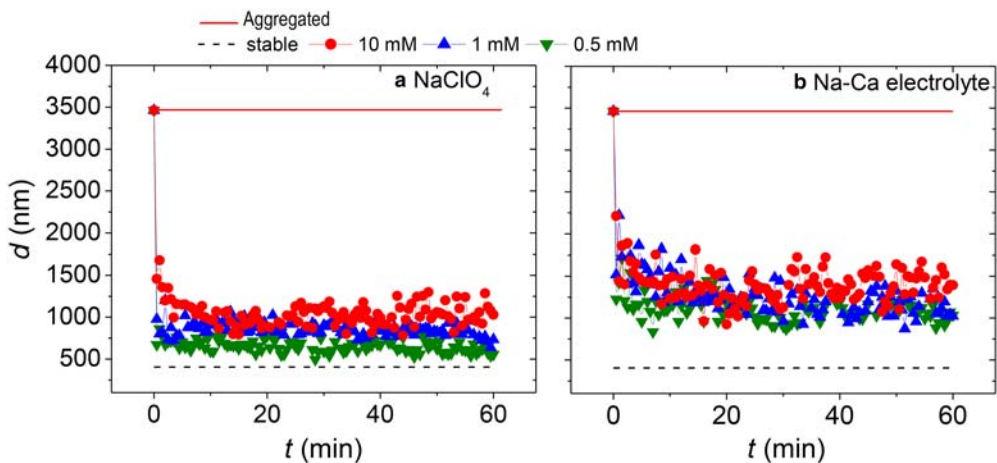 Aggregated
stable 10 mM 1 mM 0.5 mM
4000
3500
3000
2500
2000
1500
1000
500
d (nm)
a NaClO₄
0 20 40 60
t (min)
b Na-Ca electrolyte
0 20 40 60
t (min)